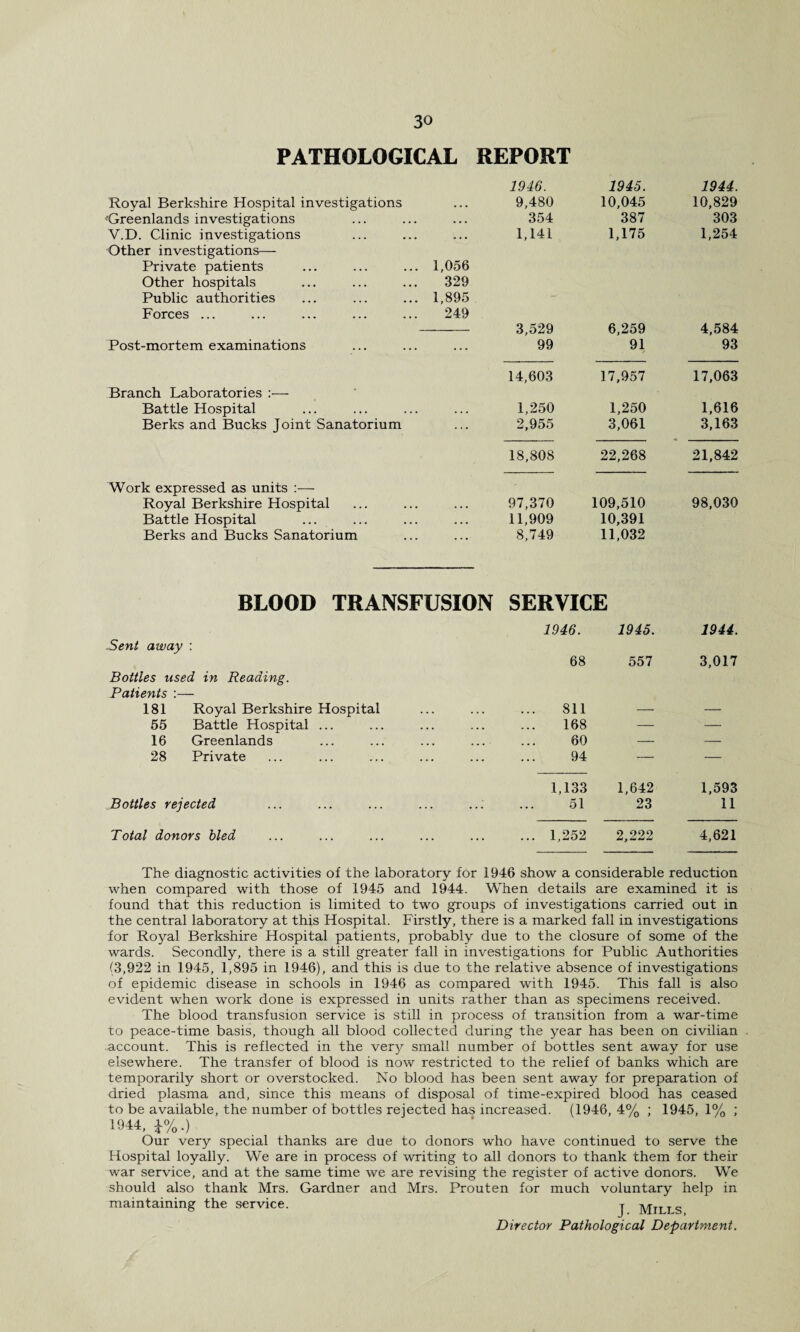 30
PATHOLOGICAL REPORT
1946. 1945. 1944.
Royal Berkshire Hospital investigations ... 9,480 10,045 10,829
Greenlands investigations ... ... ... 354 387 303
V.D. Clinic investigations ... ... ... 1,141 1,175 1,254
Other investigations—
Private patients ... ... ... 1,056
Other hospitals ... ... ... 329
Public authorities ... ... ... 1,895
Forces ... ... ... ... ... 249
3,529 6,259 4,584
Post-mortem examinations ... ... ... 99 91 93
14,603 17,957 17,063
Branch Laboratories :—
Battle Hospital ... ... ... ... 1,250 1,250 1,616
Berks and Bucks Joint Sanatorium ... 2,955 3,061 3,163
18,808 22,268 21,842
Work expressed as units :—
Royal Berkshire Hospital ... ... ... 97,370 109,510 98,030
Battle Hospital ... ... ... ... 11,909 10,391
Berks and Bucks Sanatorium ... ... 8,749 11,032
BLOOD TRANSFUSION SERVICE
1946. 1945. 1944.
Sent away :
68 557 3,017
Bottles used in Reading.
Patients :—
181 Royal Berkshire Hospital ... ... ... 811 — —
55 Battle Hospital ... ... ... ... ... 168 — —
16 Greenlands ... ... ... ... ... 60 — —
28 Private ... ... ... ... ... ... 94 — —
1,133 1,642 1,593
Bottles rejected ... ... ... ... ... ... 51 23 11
Total donors bled ... ... ... ... ... ... 1,252 2,222 4,621
The diagnostic activities of the laboratory for 1946 show a considerable reduction
when compared with those of 1945 and 1944. When details are examined it is
found that this reduction is limited to two groups of investigations carried out in
the central laboratory at this Hospital. Firstly, there is a marked fall in investigations
for Royal Berkshire Hospital patients, probably due to the closure of some of the
wards. Secondly, there is a still greater fall in investigations for Public Authorities
(3,922 in 1945, 1,895 in 1946), and this is due to the relative absence of investigations
of epidemic disease in schools in 1946 as compared with 1945. This fall is also
evident when work done is expressed in units rather than as specimens received.
The blood transfusion service is still in process of transition from a war-time
to peace-time basis, though all blood collected during the year has been on civilian
account. This is reflected in the very small number of bottles sent away for use
elsewhere. The transfer of blood is now restricted to the relief of banks which are
temporarily short or overstocked. No blood has been sent away for preparation of
dried plasma and, since this means of disposal of time-expired blood has ceased
to be available, the number of bottles rejected has increased. (1946, 4% ; 1945, 1% ;
1944, ¼%.)
Our very special thanks are due to donors who have continued to serve the
Hospital loyally. We are in process of writing to all donors to thank them for their
war service, and at the same time we are revising the register of active donors. We
should also thank Mrs. Gardner and Mrs. Prouten for much voluntary help in
maintaining the service.
J. MILLS,
Director Pathological Department.